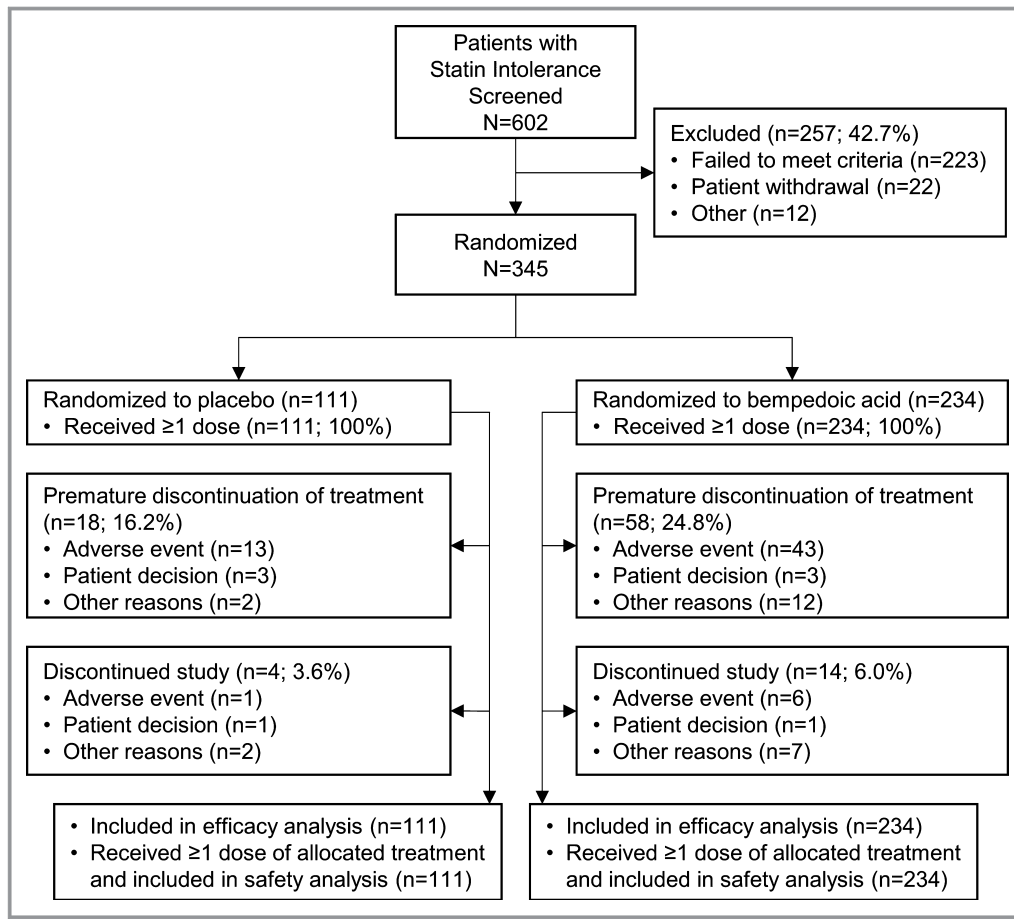 Patients with
Statin Intolerance
Screened
N=602
Excluded (n=257; 42.7%)
• Failed to meet criteria (n=223)
• Patient withdrawal (n=22)
• Other (n=12)
Randomized
N=345
Randomized to placebo (n=111)
• Received ≥1 dose (n=111; 100%)
Randomized to bempedoic acid (n=234)
• Received ≥1 dose (n=234; 100%)
Premature discontinuation of treatment
(n=18; 16.2%)
• Adverse event (n=13)
• Patient decision (n=3)
• Other reasons (n=2)
Premature discontinuation of treatment
(n=58; 24.8%)
• Adverse event (n=43)
• Patient decision (n=3)
• Other reasons (n=12)
Discontinued study (n=4; 3.6%)
• Adverse event (n=1)
• Patient decision (n=1)
• Other reasons (n=2)
Discontinued study (n=14; 6.0%)
• Adverse event (n=6)
• Patient decision (n=1)
• Other reasons (n=7)
• Included in efficacy analysis (n=111)
• Received ≥1 dose of allocated treatment
and included in safety analysis (n=111)
• Included in efficacy analysis (n=234)
• Received ≥1 dose of allocated treatment
and included in safety analysis (n=234)